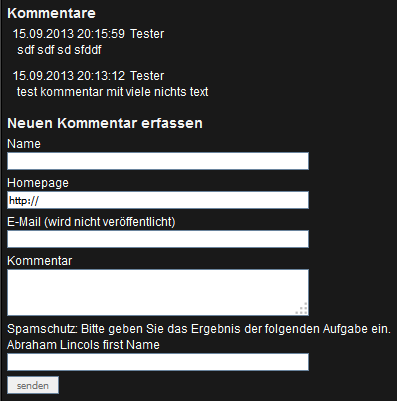 Kommentare
15.09.2013 20:15:59 Tester
sdf sdf sd sfddf
15.09.2013 20:13:12 Tester
test kommentar mit viele nichts text
Neuen Kommentar erfassen
Name
Homepage
http://
E-Mail (wird nicht veröffentlicht)
Kommentar
Spamschutz: Bitte geben Sie das Ergebnis der folgenden Aufgabe ein.
Abraham Lincols first Name
senden